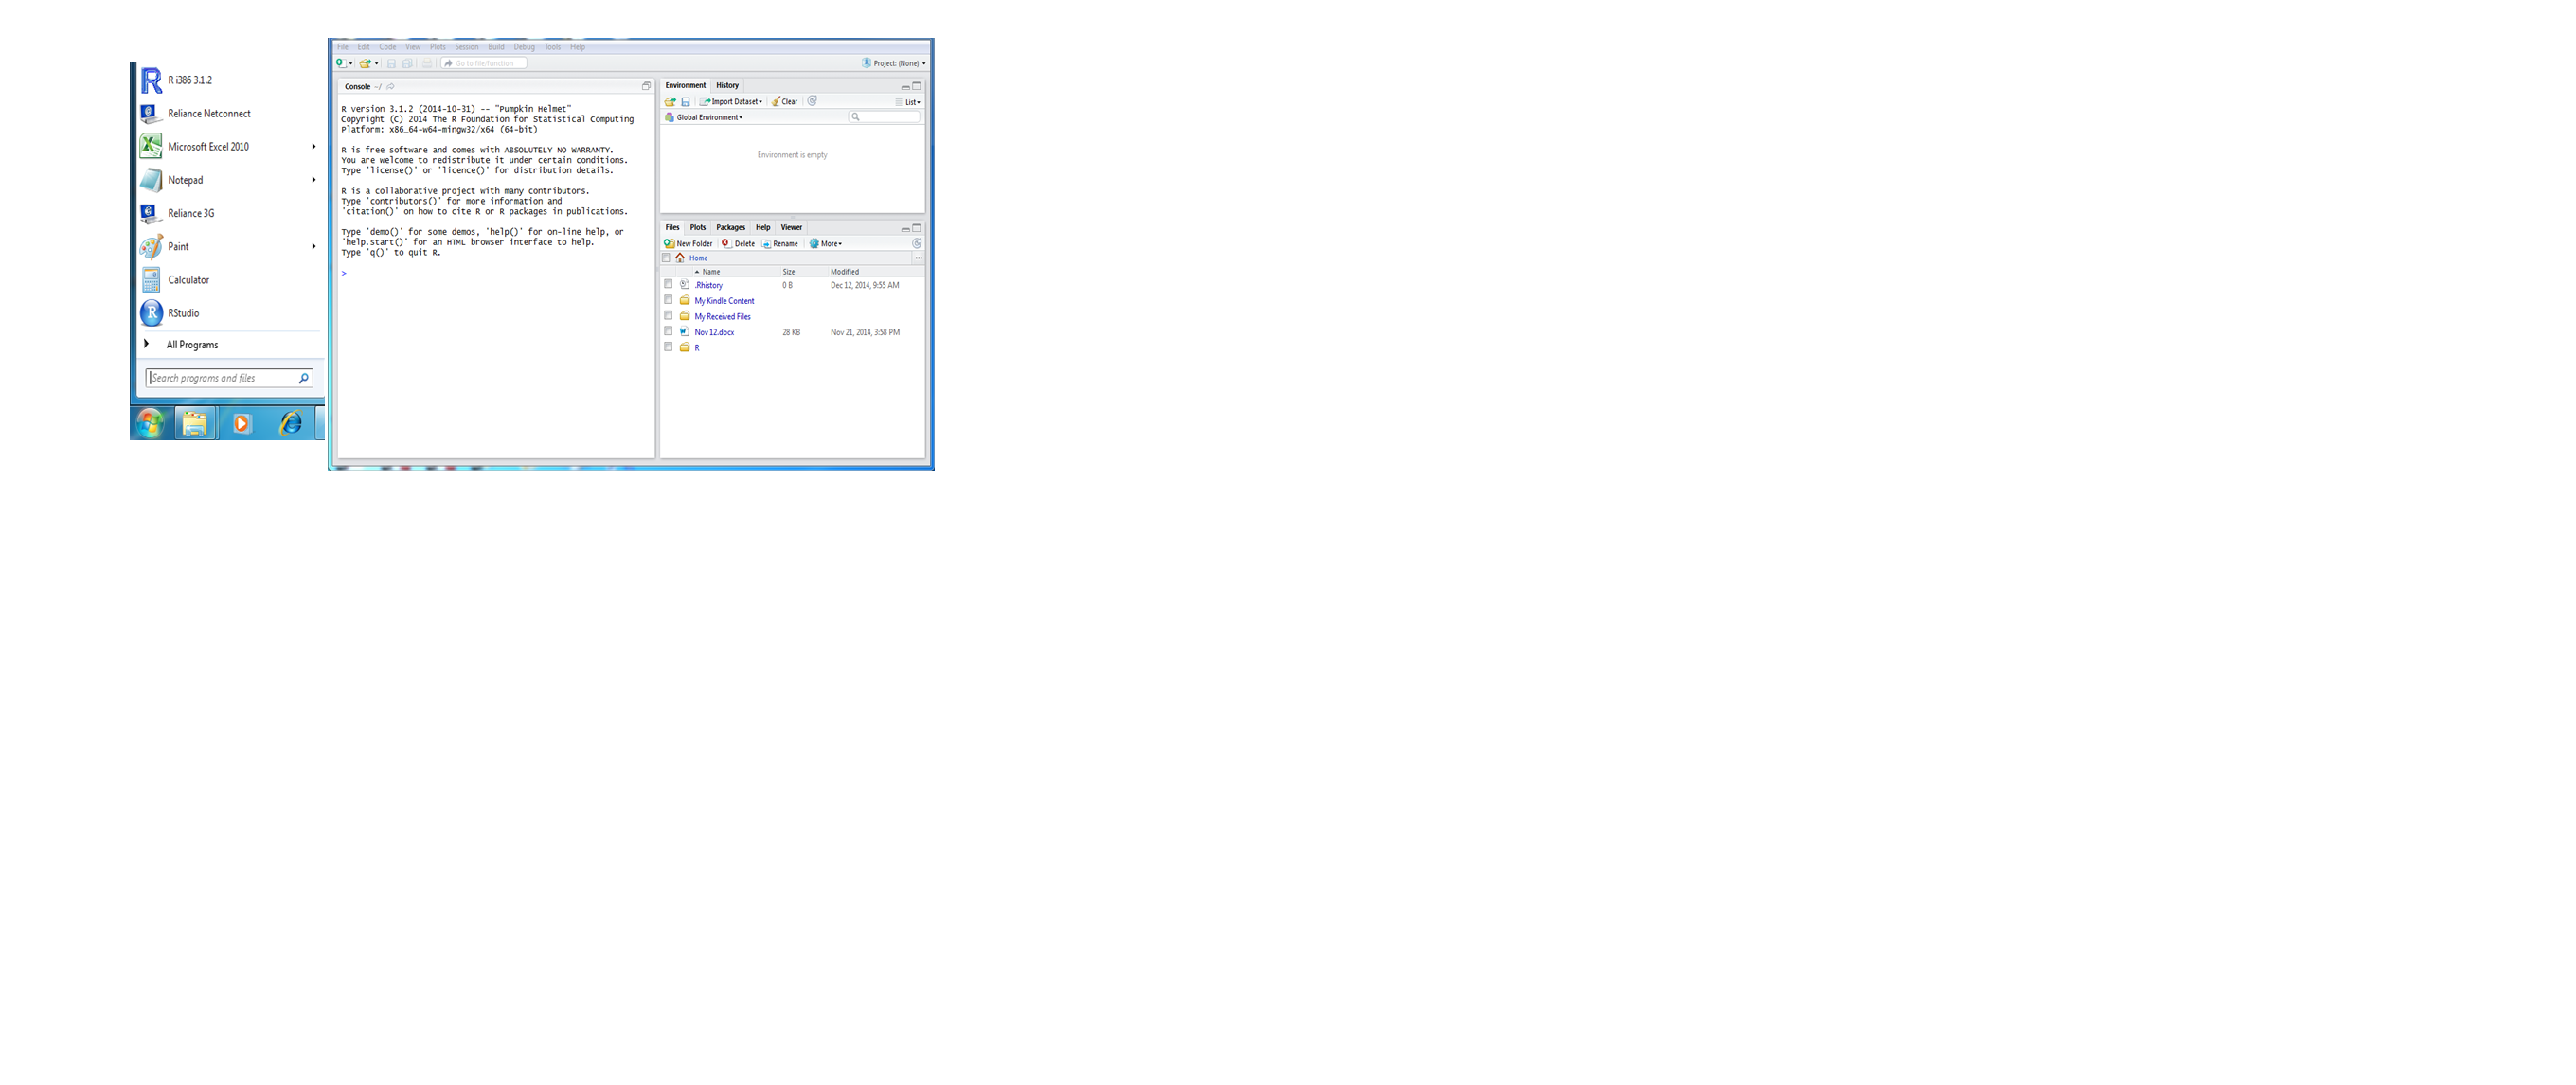 R i386 3.1.2
Reliance Netconnect
Microsoft Excel 2010
Notepad
Reliance 3G
Paint
Calculator
RStudio
All Programs
Search programs and files
File Edit Code View Plots Session Build Debug Tools Help
Go to file/function
Project: (None)
Console ~/
R version 3.1.2 (2014-10-31) -- "Pumpkin Helmet"
Copyright (C) 2014 The R Foundation for Statistical Computing
Platform: x86_64-w64-mingw32/x64 (64-bit)
R is free software and comes with ABSOLUTELY NO WARRANTY.
You are welcome to redistribute it under certain conditions.
Type 'license()' or 'licence()' for distribution details.
R is a collaborative project with many contributors.
Type 'contributors()' for more information and
'citation()' on how to cite R or R packages in publications.
Type 'demo()' for some demos, 'help()' for on-line help, or
'help.start()' for an HTML browser interface to help.
Type 'q()' to quit R.
>
Environment History
Import Dataset Clear List
Global Environment
Environment is empty
Files Plots Packages Help Viewer
New Folder Delete Rename More
Home
Name Size Modified
.Rhistory 0 B Dec 12, 2014, 9:55 AM
My Kindle Content
My Received Files
Nov 12.docx 28 KB Nov 21, 2014, 3:58 PM
R